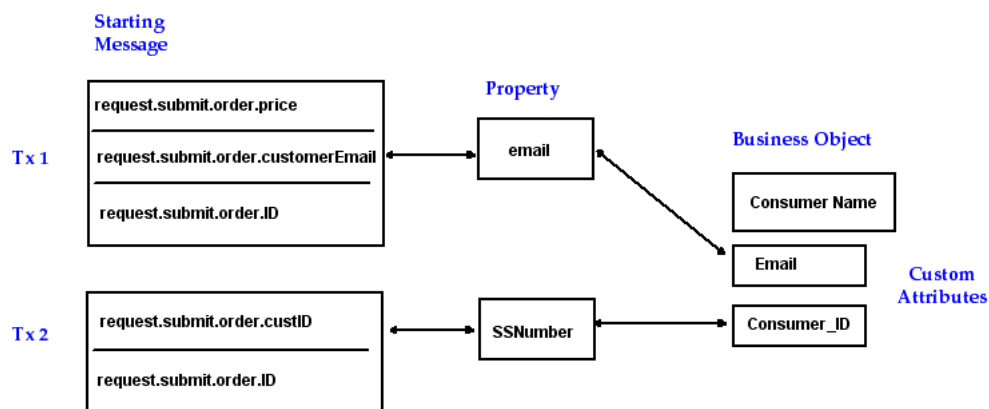 Starting
Message
request.submit.order.price
Property
Tx 1
request.submit.order.customerEmail
email
Business Object
request.submit.order.ID
Consumer Name
Email
Custom
Attributes
Tx 2
request.submit.order.custID
SSNumber
Consumer_ID
request.submit.order.ID